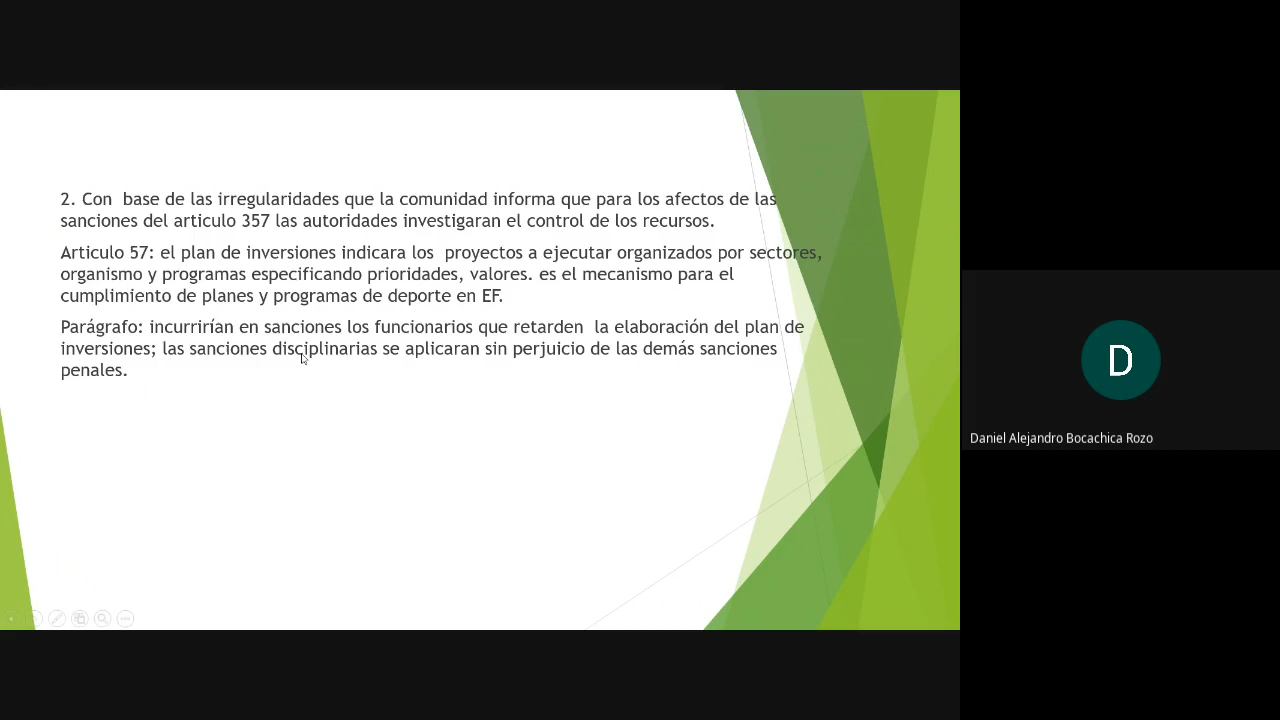 2. Con  base de las irregularidades que la comunidad informa que para los afectos de las
sanciones del articulo 357 las autoridades investigaran el control de los recursos.
Articulo 57: el plan de inversiones indicara los  proyectos a ejecutar organizados por sectores,
organismo y programas especificando prioridades, valores. es el mecanismo para el
cumplimiento de planes y programas de deporte en EF.
Parágrafo: incurrirían en sanciones los funcionarios que retarden  la elaboración del plan de
inversiones; las sanciones disciplinarias se aplicaran sin perjuicio de las demás sanciones
penales.
D
Daniel Alejandro Bocachica Rozo